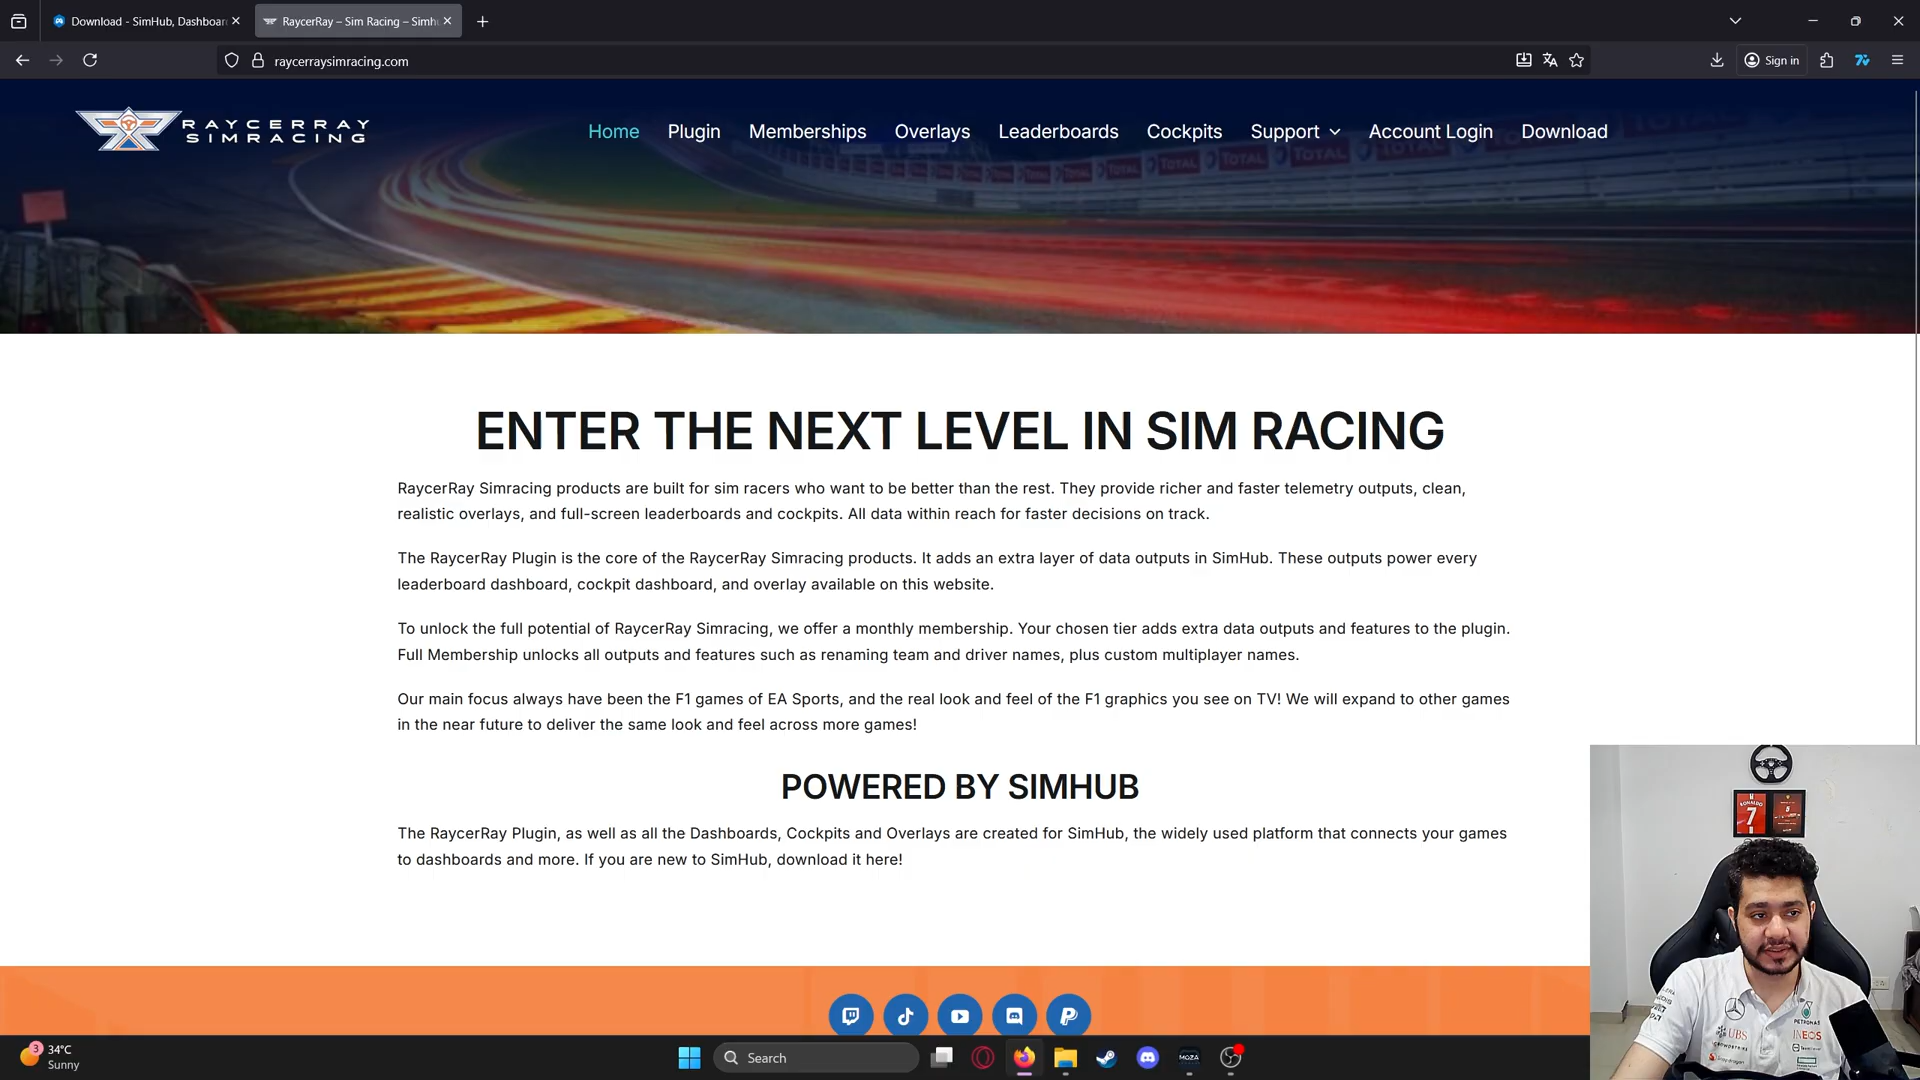 Download - SimHub, Dashboar
RaycerRay – Sim Racing – Simh
raycerraysimracing.com
Sign in
RAYCERRAY
SIMRACING
Home
Plugin
Memberships
Overlays
Leaderboards
Cockpits
Support
Account Login
Download
TOTAL
TOTAL
TOTAL
TOTAL
ENTER THE NEXT LEVEL IN SIM RACING
RaycerRay Simracing products are built for sim racers who want to be better than the rest. They provide richer and faster telemetry outputs, clean,
realistic overlays, and full-screen leaderboards and cockpits. All data within reach for faster decisions on track.
The RaycerRay Plugin is the core of the RaycerRay Simracing products. It adds an extra layer of data outputs in SimHub. These outputs power every
leaderboard dashboard, cockpit dashboard, and overlay available on this website.
To unlock the full potential of RaycerRay Simracing, we offer a monthly membership. Your chosen tier adds extra data outputs and features to the plugin.
Full Membership unlocks all outputs and features such as renaming team and driver names, plus custom multiplayer names.
Our main focus always have been the F1 games of EA Sports, and the real look and feel of the F1 graphics you see on TV! We will expand to other games
in the near future to deliver the same look and feel across more games!
POWERED BY SIMHUB
The RaycerRay Plugin, as well as all the Dashboards, Cockpits and Overlays are created for SimHub, the widely used platform that connects your games
to dashboards and more. If you are new to SimHub, download it here!
RONALDO
7
UBS
INEOS
3
34°C
Sunny
Search
MOZA